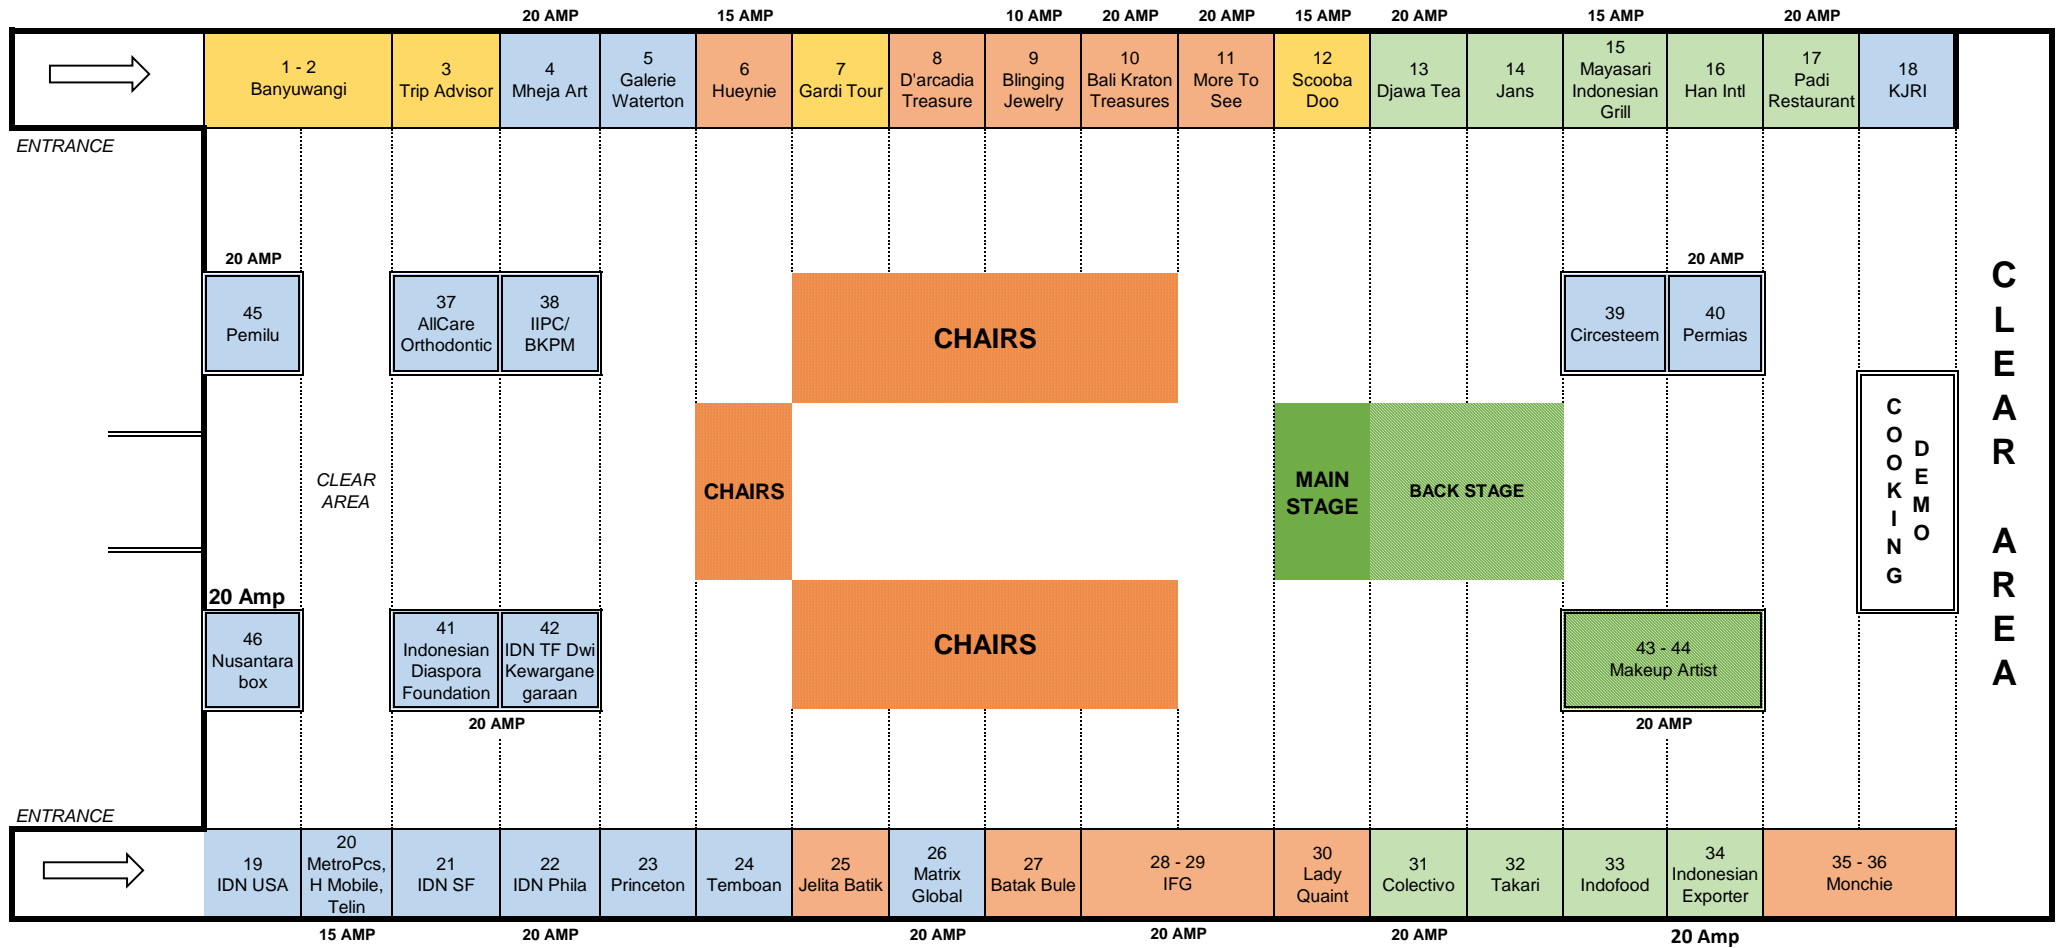 20 AMP 15 AMP 10 AMP 20 AMP 20 AMP 15 AMP 20 AMP 15 AMP 20 AMP
1 - 2
Banyuwangi
3
Trip Advisor
4
Mheja Art
5
Galerie
Waterton
6
Hueynie
7
Gardi Tour
8
D'arcadia
Treasure
9
Blinging
Jewelry
10
Bali Kraton
Treasures
11
More To
See
12
Scooba
Doo
13
Djawa Tea
14
Jans
15
Mayasari
Indonesian
Grill
16
Han Intl
17
Padi
Restaurant
18
KJRI
ENTRANCE
20 AMP
45
Pemilu
37
AllCare
Orthodontic
38
IIPC/
BKPM
CHAIRS
20 AMP
39
Circesteem
40
Permias
CLEAR
AREA
CHAIRS
MAIN
STAGE
BACK STAGE
COOKING
DEMO
CLEAR AREA
20 Amp
46
Nusantara
box
41
Indonesian
Diaspora
Foundation
42
IDN TF Dwi
Kewargane
garaan
20 AMP
CHAIRS
43 - 44
Makeup Artist
20 AMP
ENTRANCE
19
IDN USA
20
MetroPcs,
H Mobile,
Telin
21
IDN SF
22
IDN Phila
23
Princeton
24
Temboan
25
Jelita Batik
26
Matrix
Global
27
Batak Bule
28 - 29
IFG
30
Lady
Quaint
31
Colectivo
32
Takari
33
Indofood
34
Indonesian
Exporter
35 - 36
Monchie
15 AMP 20 AMP 20 AMP 20 AMP 20 AMP 20 Amp